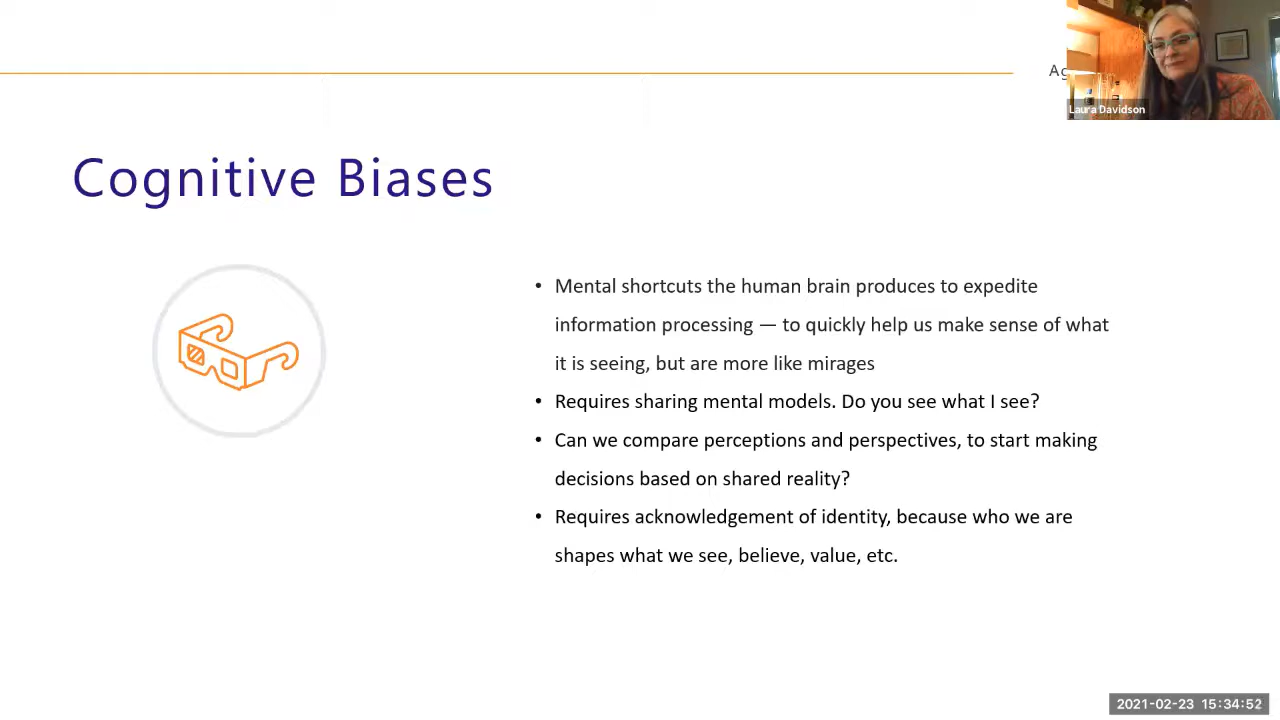 Laura Davidson
Cognitive Biases
• Mental shortcuts the human brain produces to expedite
information processing — to quickly help us make sense of what
it is seeing, but are more like mirages
• Requires sharing mental models. Do you see what I see?
• Can we compare perceptions and perspectives, to start making
decisions based on shared reality?
• Requires acknowledgement of identity, because who we are
shapes what we see, believe, value, etc.
2021-02-23 15:34:52